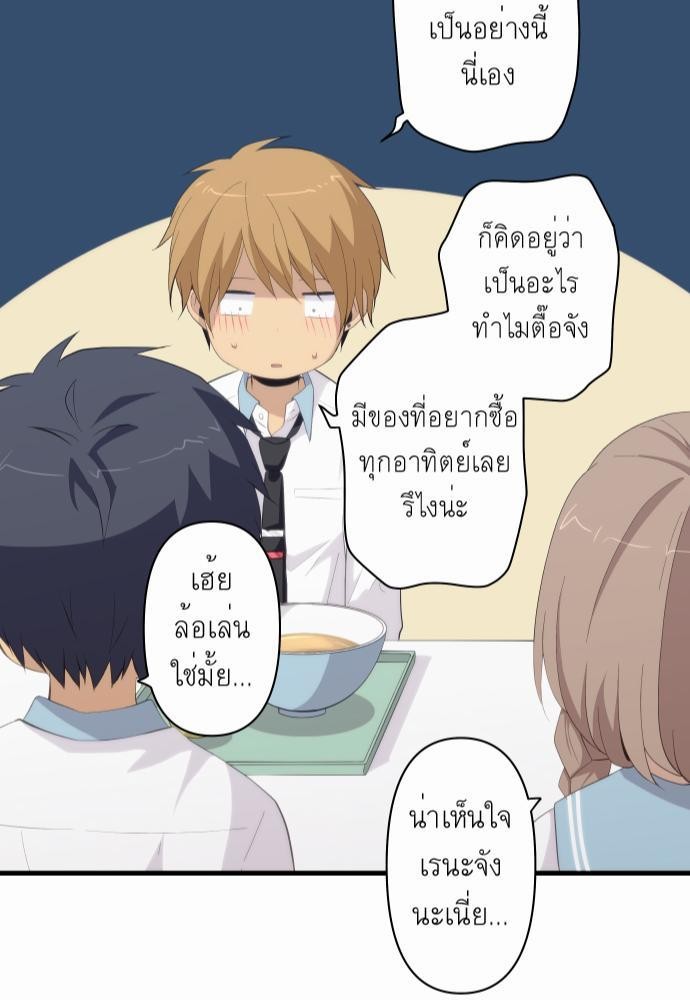 เป็นอย่างนี้
นี่เอง
ก็คิดอยู่ว่า
เป็นอะไร
ทำไมตื๊อจัง
มีของที่อยากซื้อ
ทุกอาทิตย์เลย
รึไงน่ะ
เฮ้ย
ล้อเล่น
ใช่มั้ย...
น่าเห็นใจ
เรนะจัง
นะเนี่ย...